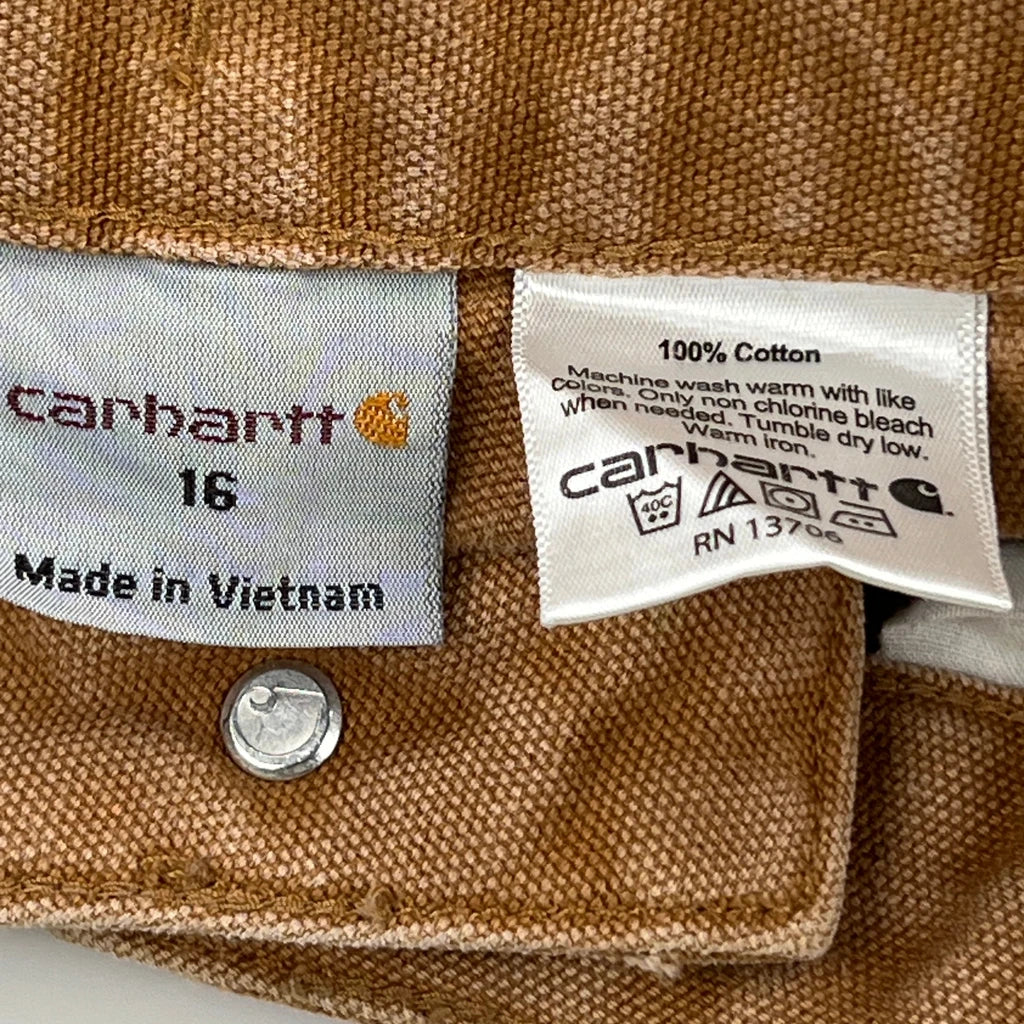 carhartt
16
Made in Vietnam
100% Cotton
Machine wash warm with like
colors. Only non chlorine bleach
when needed. Tumble dry low.
Warm iron.
carhartt
40C
RN 13706